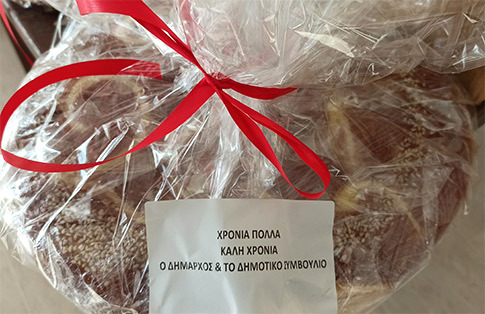 ΧΡΟΝΙΑ ΠΟΛΛΑ
ΚΑΛΗ ΧΡΟΝΙΑ
Ο ΔΗΜΑΡΧΟΣ & ΤΟ ΔΗΜΟΤΙΚΟ ΣΥΜΒΟΥΛΙΟ